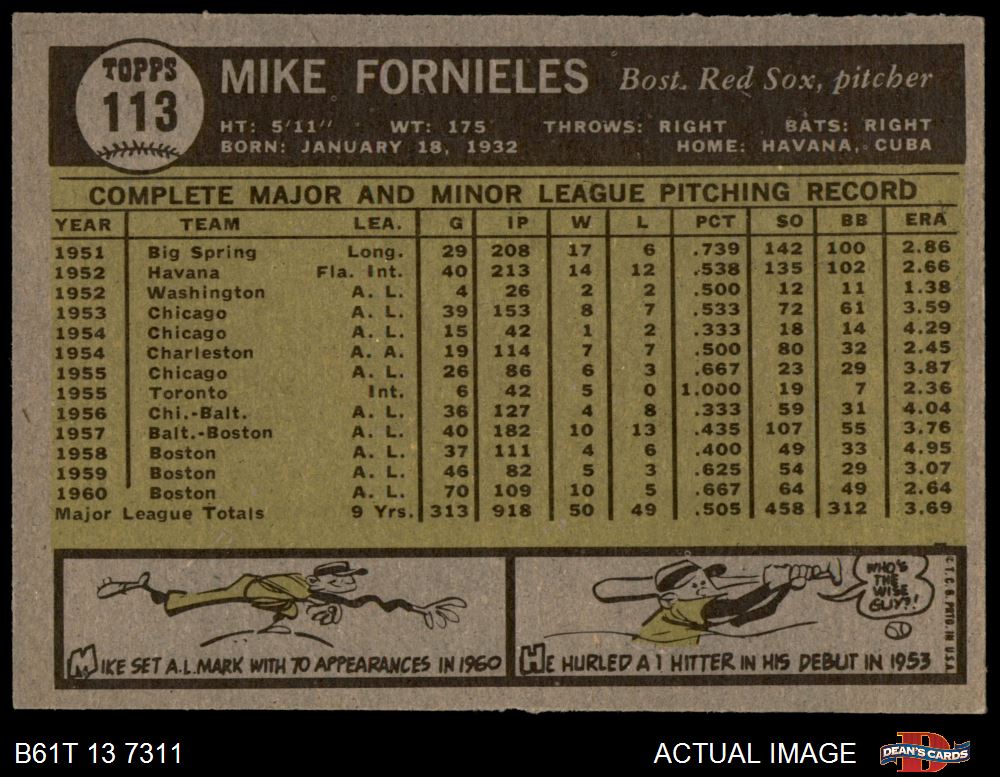 TOPPS
113
MIKE FORNIELES Bost. Red Sox, pitcher
HT: 5'11" WT: 175 THROWS: RIGHT BATS: RIGHT
BORN: JANUARY 18, 1932 HOME: HAVANA, CUBA
COMPLETE MAJOR AND MINOR LEAGUE PITCHING RECORD
YEAR TEAM LEA. G IP W L PCT SO BB ERA
1951 Big Spring Long. 29 208 17 6 .739 142 100 2.86
1952 Havana Fla. Int. 40 213 14 12 .538 135 102 2.66
1952 Washington A. L. 4 26 2 2 .500 12 11 1.38
1953 Chicago A. L. 39 153 8 7 .533 72 61 3.59
1954 Chicago A. L. 15 42 1 2 .333 18 14 4.29
1954 Charleston A. A. 19 114 7 7 .500 80 32 2.45
1955 Chicago A. L. 26 86 6 3 .667 23 29 3.87
1955 Toronto Int. 6 42 5 0 1.000 19 7 2.36
1956 Chi.-Balt. A. L. 36 127 4 8 .333 59 31 4.04
1957 Balt.-Boston A. L. 40 182 10 13 .435 107 55 3.76
1958 Boston A. L. 37 111 4 6 .400 49 33 4.95
1959 Boston A. L. 46 82 5 3 .625 54 29 3.07
1960 Boston A. L. 70 109 10 5 .667 64 49 2.64
Major League Totals 9 Yrs. 313 918 50 49 .505 458 312 3.69
MIKE SET A.L. MARK WITH 70 APPEARANCES IN 1960
WHO'S
THE
WISE
GUY?!
HE HURLED A 1 HITTER IN HIS DEBUT IN 1953
©T.C.G. PRTD. IN U.S.A.
B61T 13 7311 ACTUAL IMAGE
DEAN'S CARDS